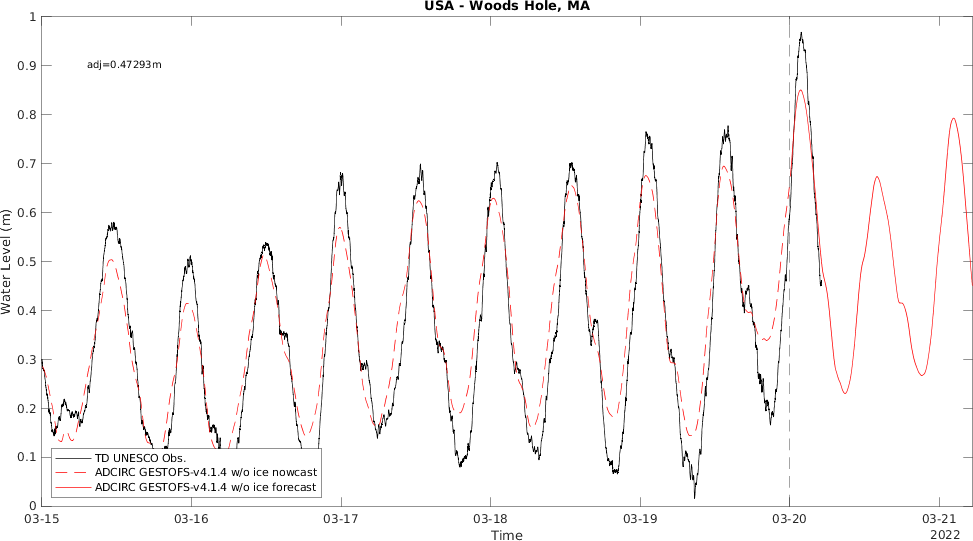 USA - Woods Hole, MA
adj=0.47293m
1
0.9
0.8
0.7
0.6
0.5
0.4
0.3
0.2
0.1
0
Water Level (m)
TD UNESCO Obs.
ADCIRC GESTOFS-v4.1.4 w/o ice nowcast
ADCIRC GESTOFS-v4.1.4 w/o ice forecast
03-15 03-16 03-17 03-18 03-19 03-20 03-21
Time 2022